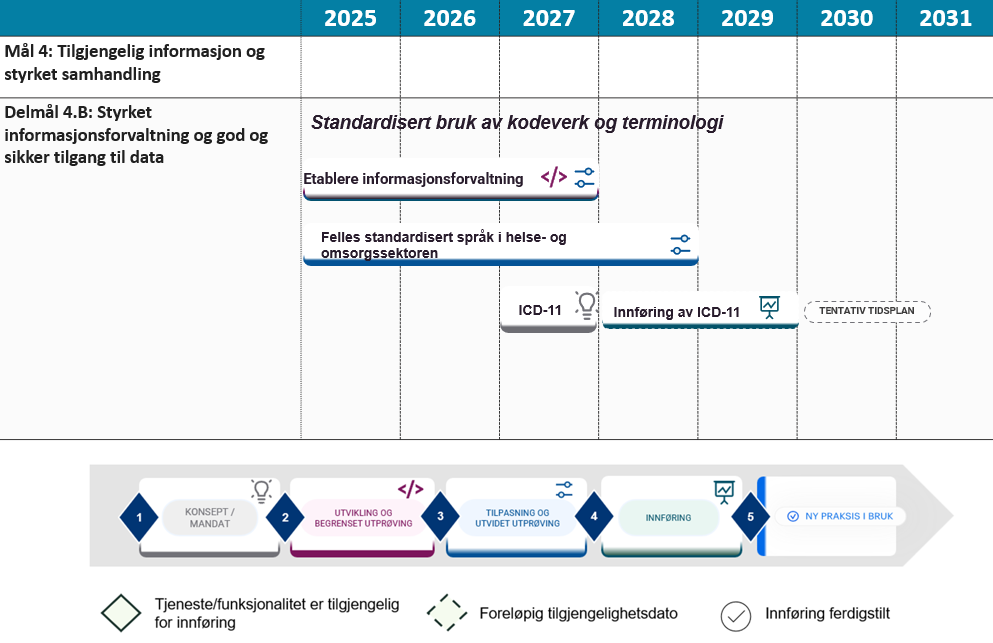 2025 2026 2027 2028 2029 2030 2031
Mål 4: Tilgjengelig informasjon og
styrket samhandling
Delmål 4.B: Styrket
informasjonsforvaltning og god og
sikker tilgang til data
Standardisert bruk av kodeverk og terminologi
Etablere informasjonsforvaltning </>
Felles standardisert språk i helse- og
omsorgssektoren
ICD-11
Innføring av ICD-11
TENTATIV TIDSPLAN
1
KONSEPT /
MANDAT
2
</>
UTVIKLING OG
BEGRENSET UTPRØVING
3
TILPASNING OG
UTVIDET UTPRØVING
4
INNFØRING
5
NY PRAKSIS I BRUK
Tjeneste/funksjonalitet er tilgjengelig
for innføring
Foreløpig tilgjengelighetsdato
Innføring ferdigstilt